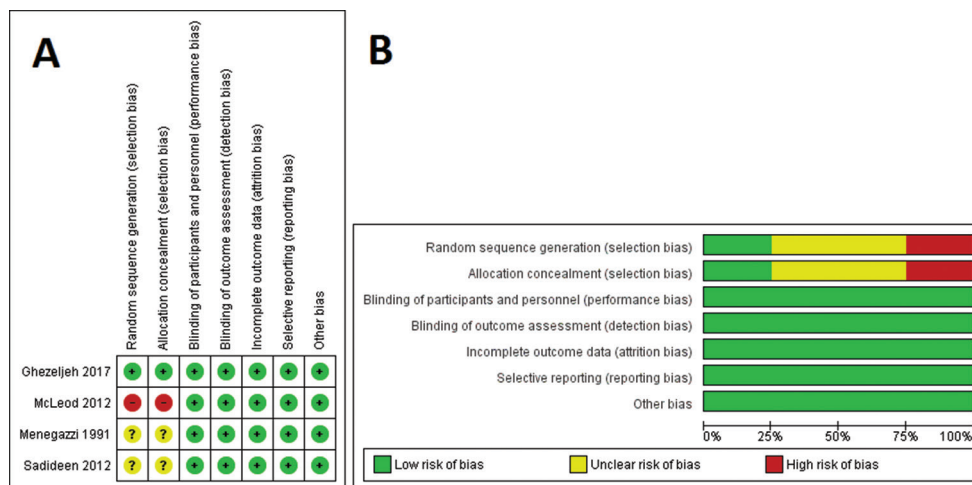 A
Random sequence generation (selection bias)
Allocation concealment (selection bias)
Blinding of participants and personnel (performance bias)
Blinding of outcome assessment (detection bias)
Incomplete outcome data (attrition bias)
Selective reporting (reporting bias)
Other bias
Ghezeljeh 2017 + + + + + + +
McLeod 2012 - - + + + + +
Menegazzi 1991 ? ? + + + + +
Sadideen 2012 ? ? + + + + +
B
Random sequence generation (selection bias)
Allocation concealment (selection bias)
Blinding of participants and personnel (performance bias)
Blinding of outcome assessment (detection bias)
Incomplete outcome data (attrition bias)
Selective reporting (reporting bias)
Other bias
0% 25% 50% 75% 100%
Low risk of bias Unclear risk of bias High risk of bias